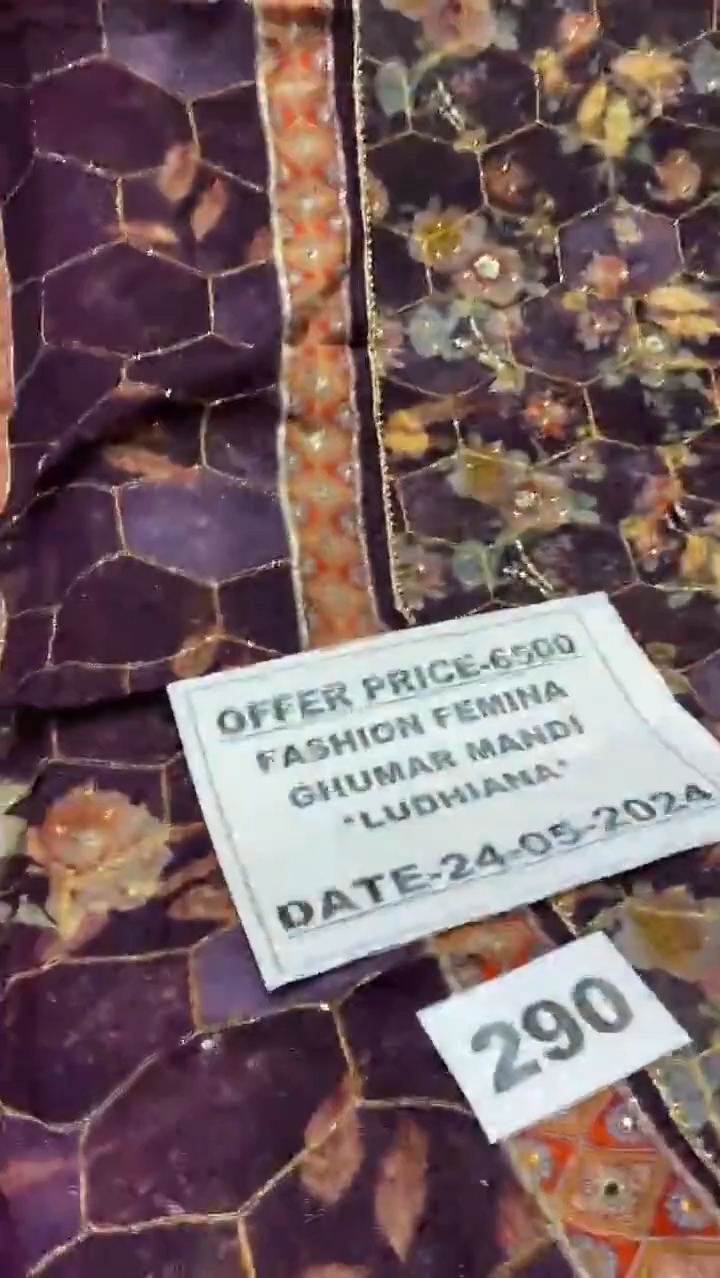 OFFER PRICE-6500
FASHION FEMINA
GHUMAR MANDI
"LUDHIANA"
DATE-24-05-2024
290